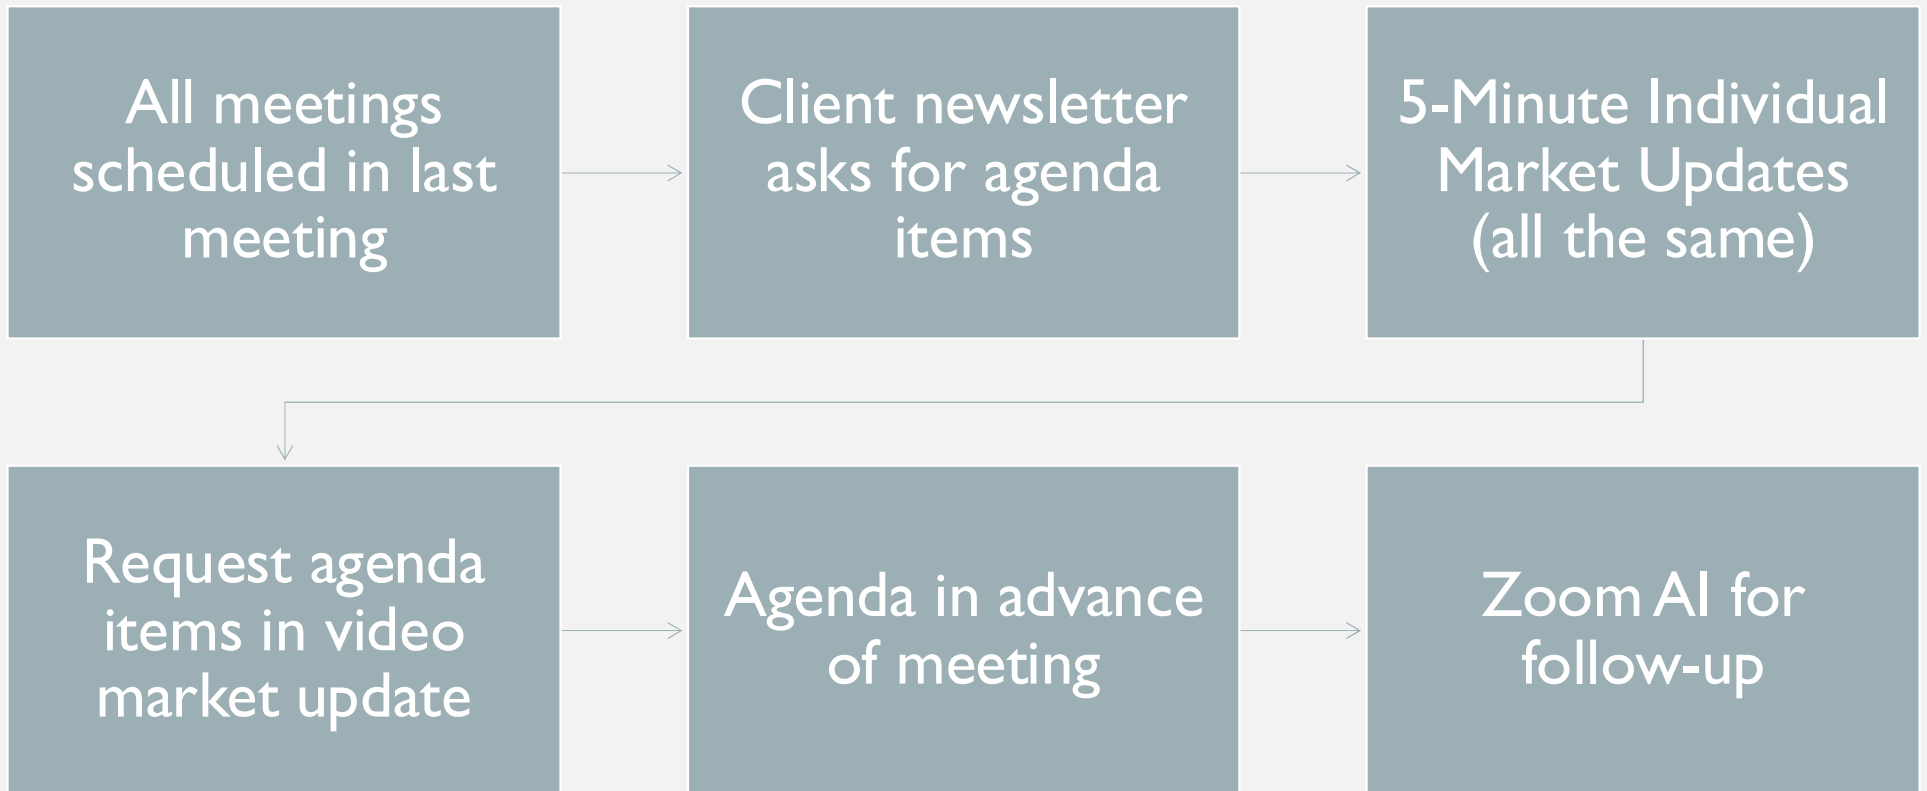 All meetings
scheduled in last
meeting
Client newsletter
asks for agenda
items
5-Minute Individual
Market Updates
(all the same)
Request agenda
items in video
market update
Agenda in advance
of meeting
Zoom AI for
follow-up